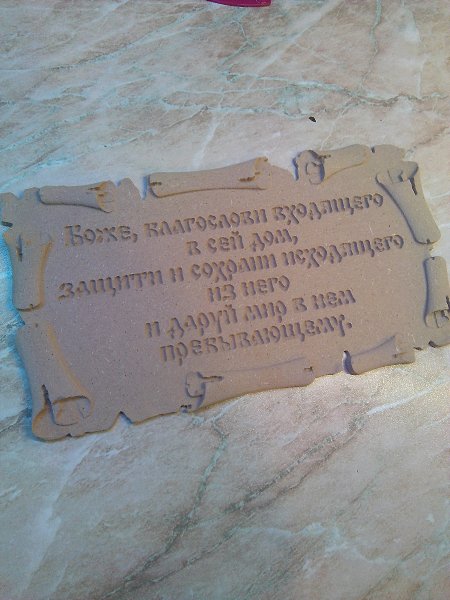 Боже, благослови входящего
в сей дом,
защити и сохрани исходящего
из него
и даруй мир в нем
пребывающему.